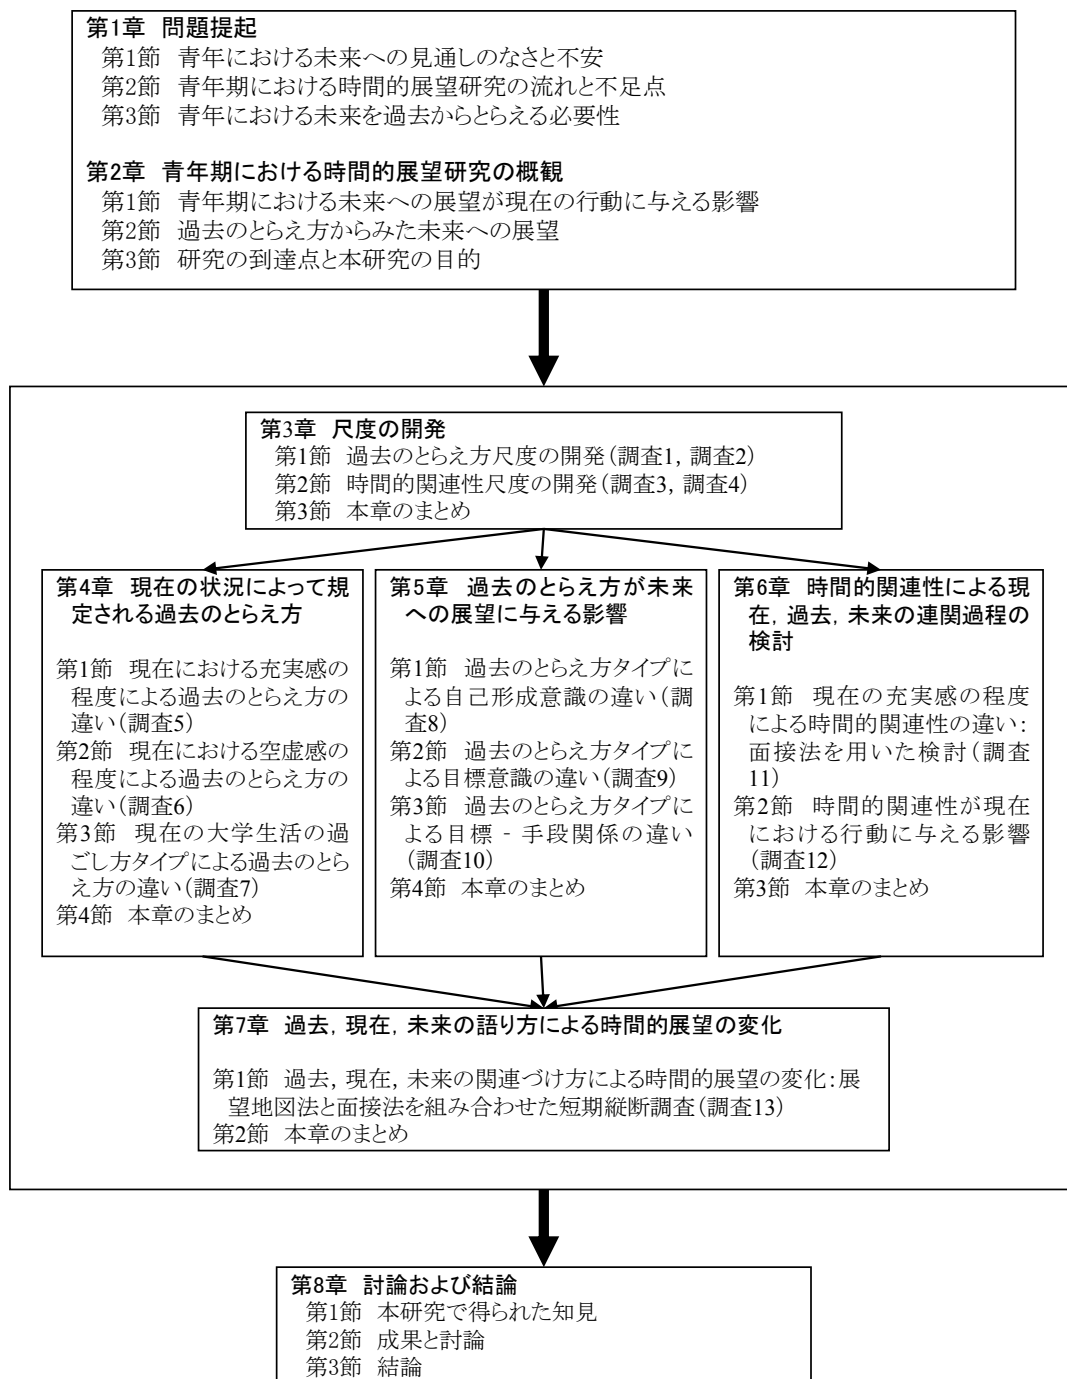 第1章 問題提起
第1節 青年における未来への見通しのなさと不安
第2節 青年期における時間的展望研究の流れと不足点
第3節 青年における未来を過去からとらえる必要性
第2章 青年期における時間的展望研究の概観
第1節 青年期における未来への展望が現在の行動に与える影響
第2節 過去のとらえ方からみた未来への展望
第3節 研究の到達点と本研究の目的
第3章 尺度の開発
第1節 過去のとらえ方尺度の開発(調査1, 調査2)
第2節 時間的関連性尺度の開発(調査3, 調査4)
第3節 本章のまとめ
第4章 現在の状況によって規
定される過去のとらえ方
第1節 現在における充実感の
程度による過去のとらえ方の
違い(調査5)
第2節 現在における空虚感の
程度による過去のとらえ方の
違い(調査6)
第3節 現在の大学生活の過
ごし方タイプによる過去のとら
え方の違い(調査7)
第4節 本章のまとめ
第5章 過去のとらえ方が未来
への展望に与える影響
第1節 過去のとらえ方タイプに
よる自己形成意識の違い(調
査8)
第2節 過去のとらえ方タイプに
よる目標意識の違い(調査9)
第3節 過去のとらえ方タイプに
よる目標 - 手段関係の違い
(調査10)
第4節 本章のまとめ
第6章 時間的関連性による現
在, 過去, 未来の連関過程の
検討
第1節 現在の充実感の程度
による時間的関連性の違い:
面接法を用いた検討(調査
11)
第2節 時間的関連性が現在
における行動に与える影響
(調査12)
第3節 本章のまとめ
第7章 過去, 現在, 未来の語り方による時間的展望の変化
第1節 過去, 現在, 未来の関連づけ方による時間的展望の変化:展
望地図法と面接法を組み合わせた短期縦断調査(調査13)
第2節 本章のまとめ
第8章 討論および結論
第1節 本研究で得られた知見
第2節 成果と討論
第3節 結論